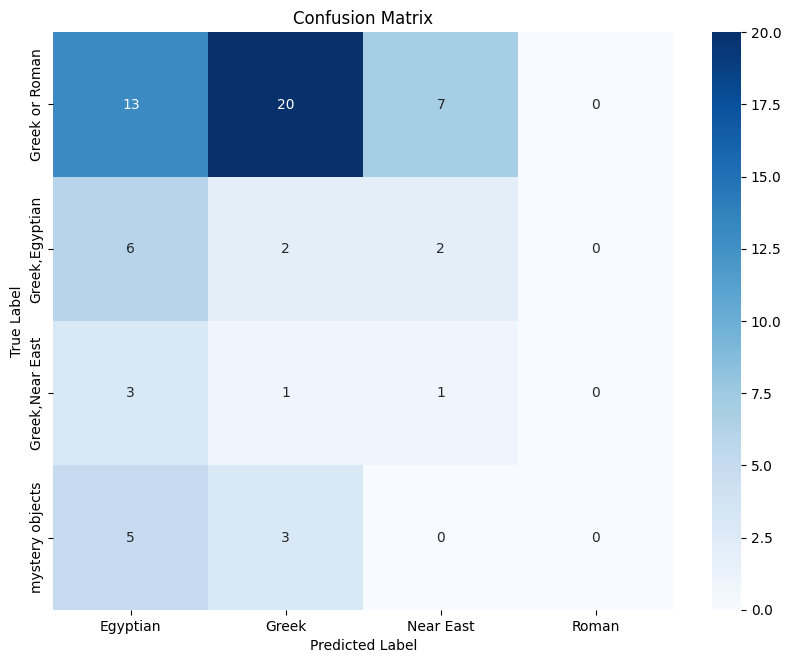 Confusion Matrix
True Label
Greek or Roman
13 20 7 0
Greek,Egyptian
6 2 2 0
Greek,Near East
3 1 1 0
mystery objects
5 3 0 0
Egyptian Greek Near East Roman
Predicted Label
20.0
17.5
15.0
12.5
10.0
7.5
5.0
2.5
0.0